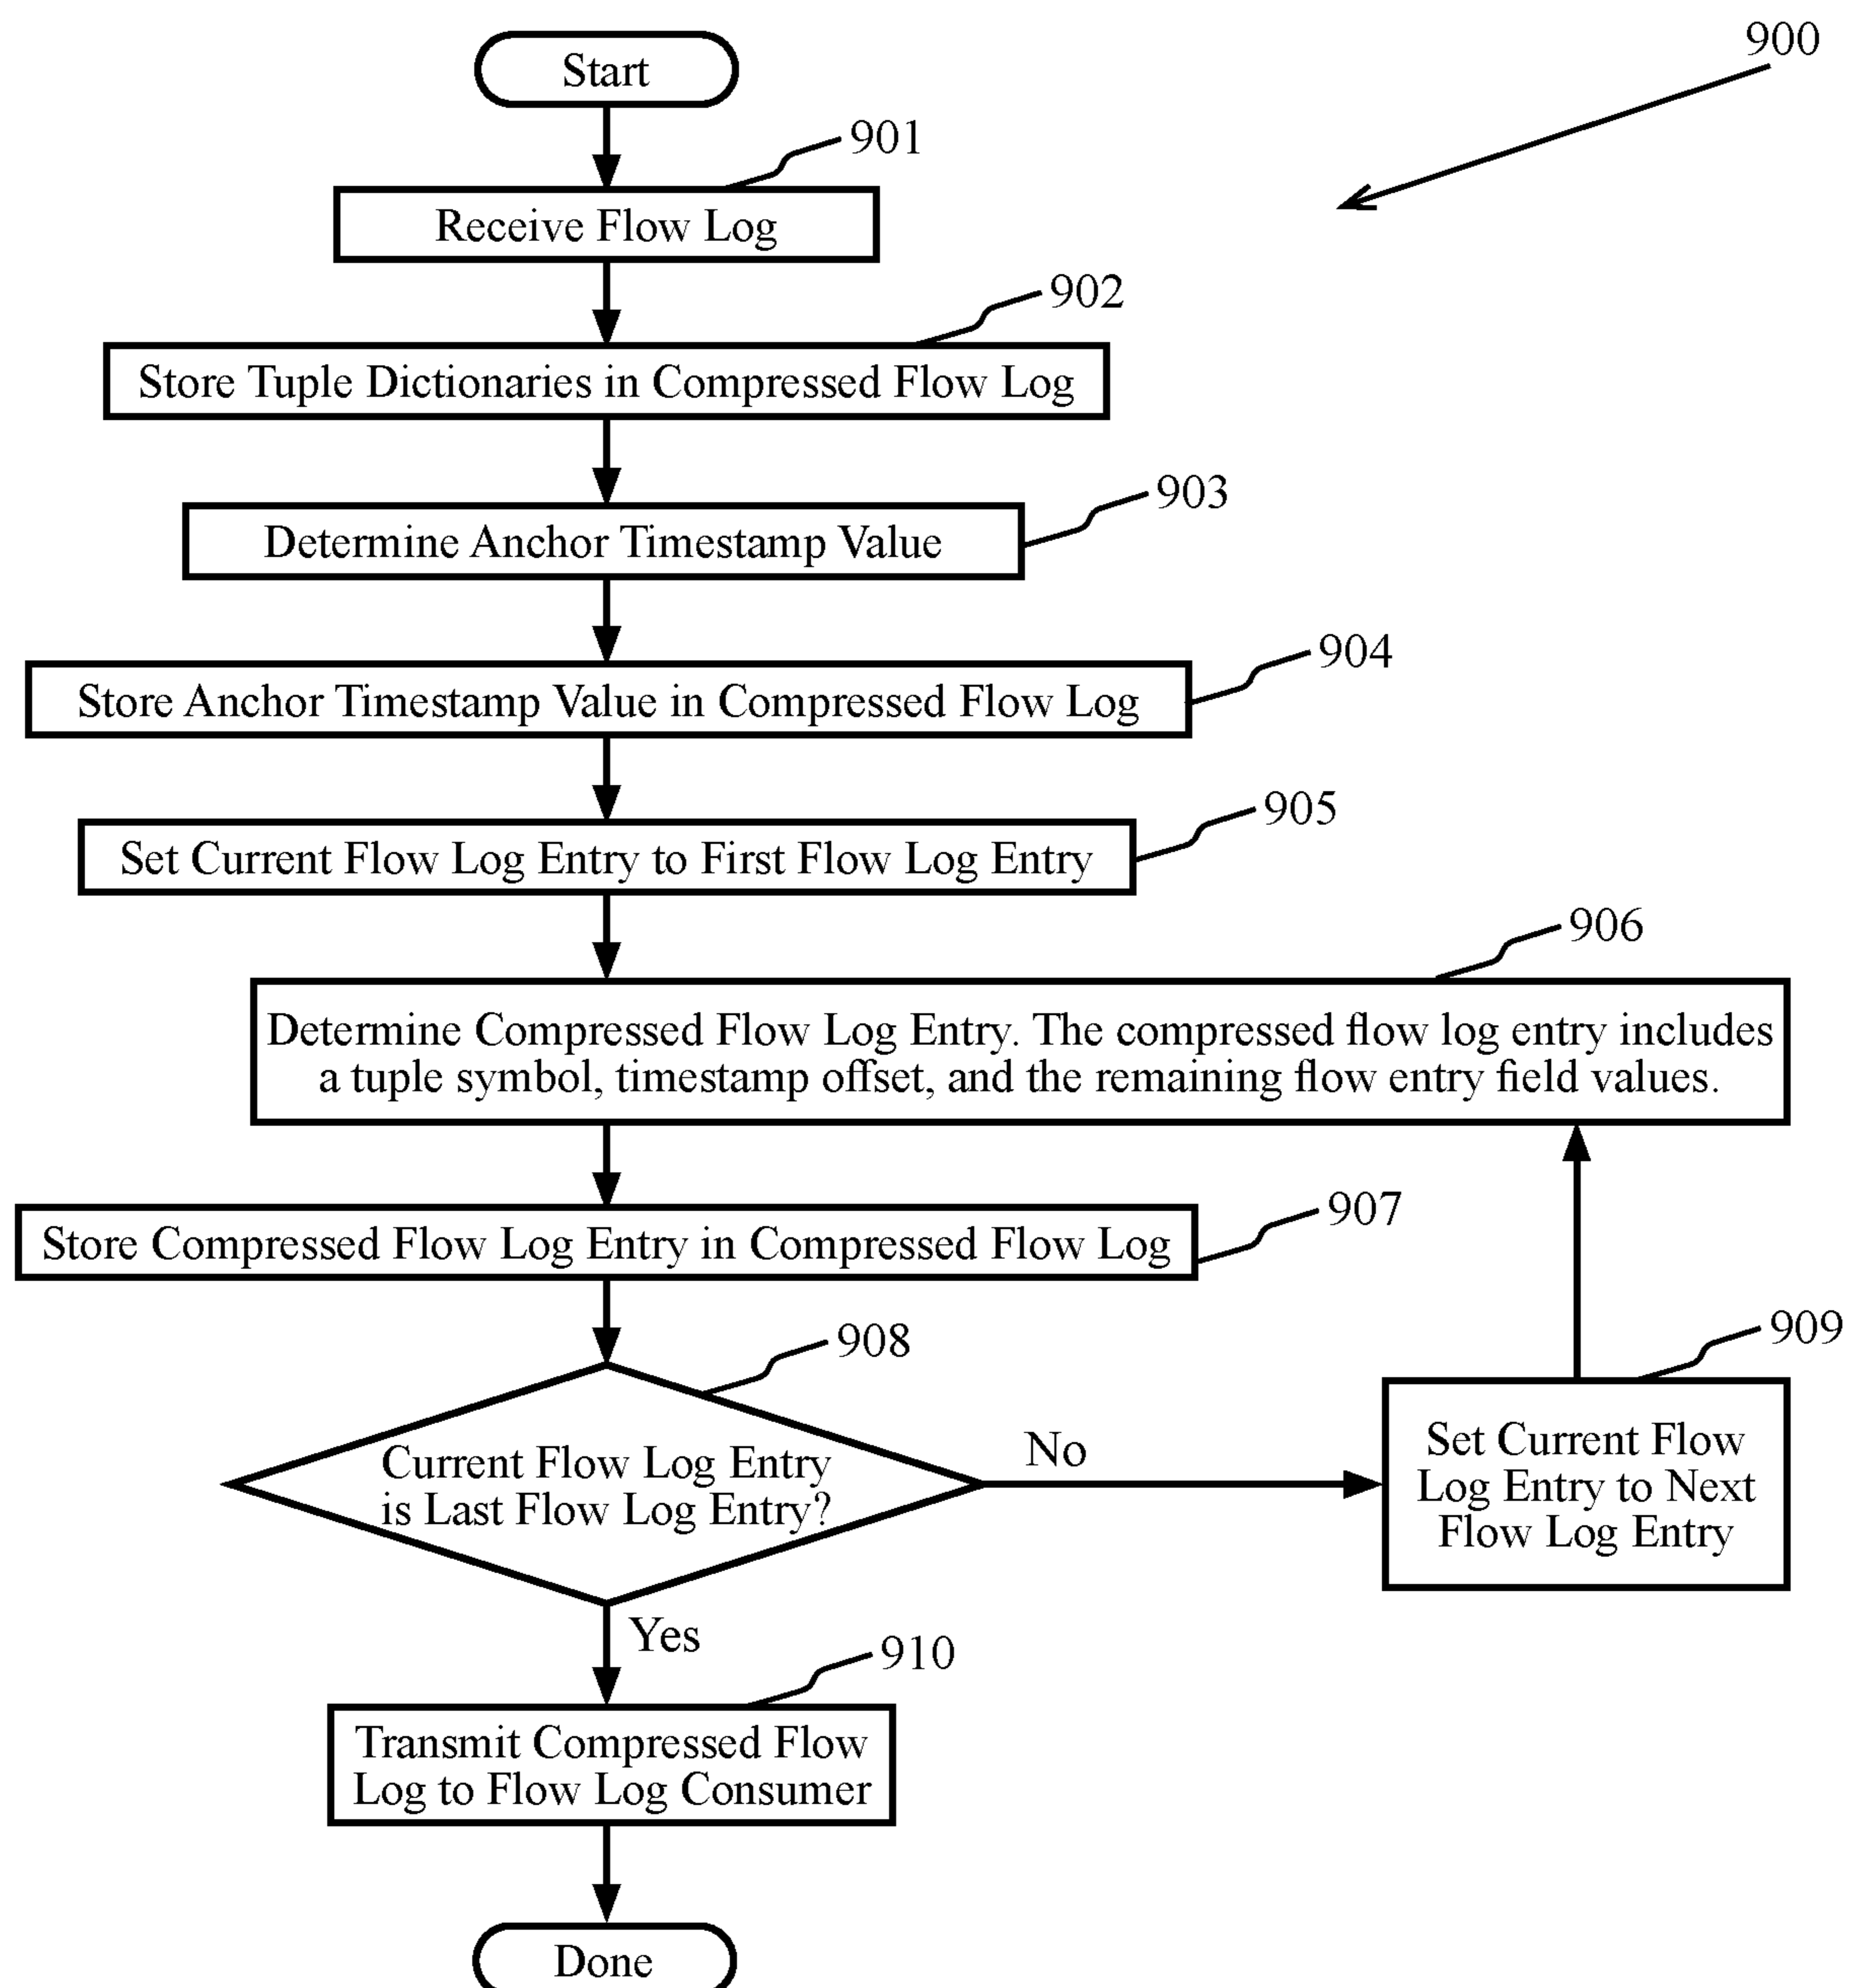 900
Start
901
Receive Flow Log
902
Store Tuple Dictionaries in Compressed Flow Log
903
Determine Anchor Timestamp Value
904
Store Anchor Timestamp Value in Compressed Flow Log
905
Set Current Flow Log Entry to First Flow Log Entry
906
Determine Compressed Flow Log Entry. The compressed flow log entry includes
a tuple symbol, timestamp offset, and the remaining flow entry field values.
907
Store Compressed Flow Log Entry in Compressed Flow Log
908
Current Flow Log Entry
is Last Flow Log Entry?
No
909
Set Current Flow
Log Entry to Next
Flow Log Entry
Yes
910
Transmit Compressed Flow
Log to Flow Log Consumer
Done